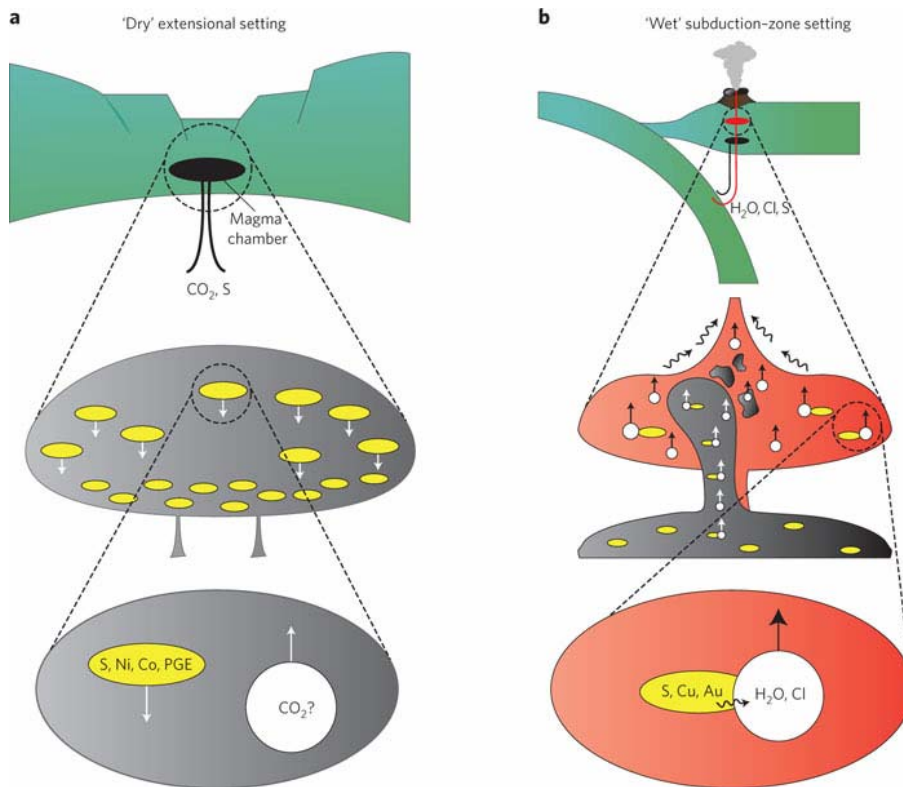 a
'Dry' extensional setting
Magma
chamber
CO₂, S
S, Ni, Co, PGE
CO₂?
b
'Wet' subduction–zone setting
H₂O, Cl, S
S, Cu, Au
H₂O, Cl